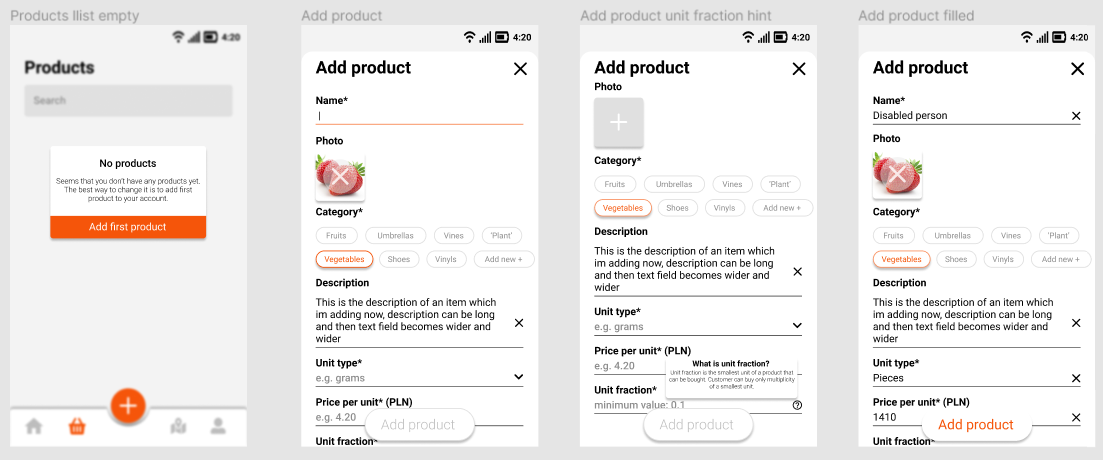 Products llist empty
4:20
Products
Search
No products
Seems that you don't have any products yet.
The best way to change it is to add first
product to your account.
Add first product
Add product
4:20
Add product
Name*
Photo
Category*
Fruits Umbrellas Vines 'Plant'
Vegetables Shoes Vinyls Add new +
Description
This is the description of an item which
im adding now, description can be long
and then text field becomes wider and
wider
Unit type*
e.g. grams
Price per unit* (PLN)
e.g. 4.20
Add product
Unit fraction*
Add product unit fraction hint
4:20
Add product
Photo
Category*
Fruits Umbrellas Vines 'Plant'
Vegetables Shoes Vinyls Add new +
Description
This is the description of an item which
im adding now, description can be long
and then text field becomes wider and
wider
Unit type*
e.g. grams
Price per unit* (PLN)
e.g. 4.20
What is unit fraction?
Unit fraction is the smallest unit of a product that
can be bought. Customer can buy only multiplicity
of a smallest unit.
Unit fraction*
minimum value: 0.1
Add product
Add product filled
4:20
Add product
Name*
Disabled person
Photo
Category*
Fruits Umbrellas Vines 'Plant'
Vegetables Shoes Vinyls Add new +
Description
This is the description of an item which
im adding now, description can be long
and then text field becomes wider and
wider
Unit type*
Pieces
Price per unit* (PLN)
1410
Add product
Unit fraction*